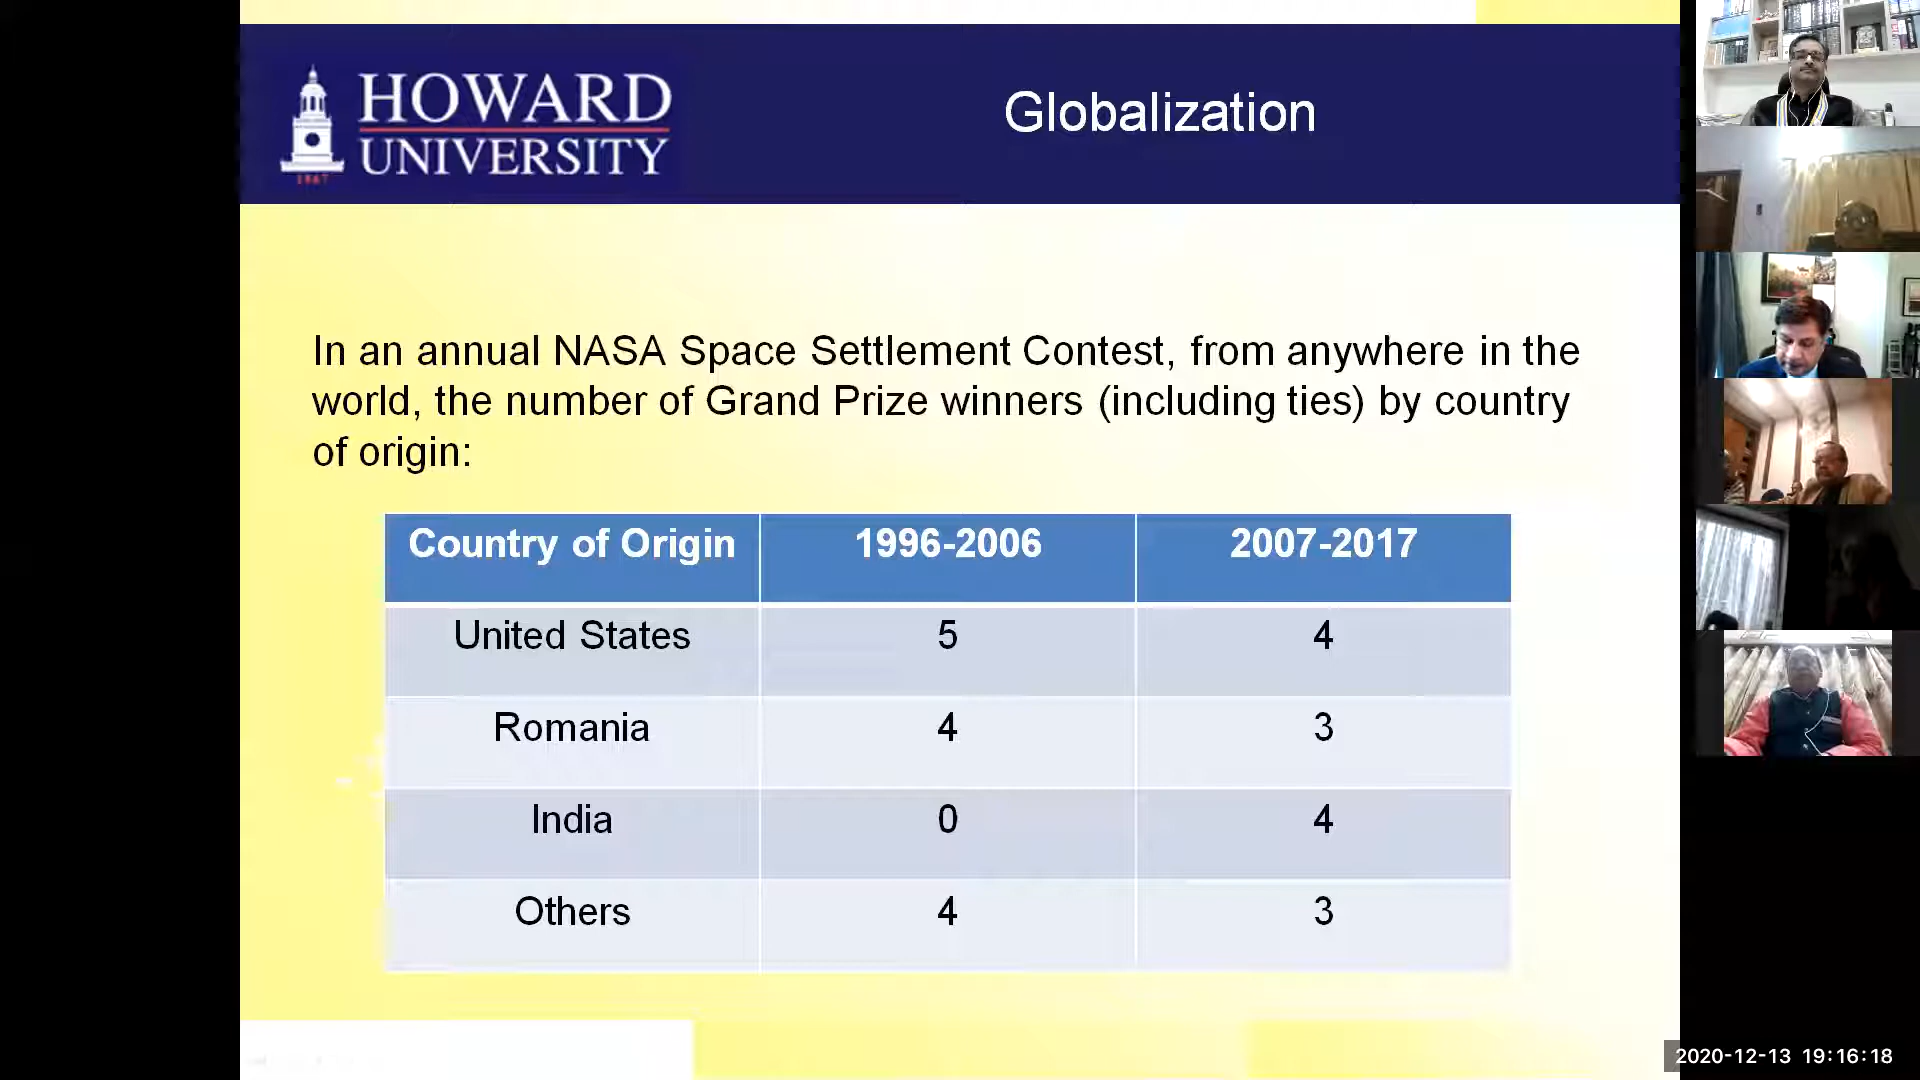 HOWARD
UNIVERSITY
1867
Globalization
In an annual NASA Space Settlement Contest, from anywhere in the
world, the number of Grand Prize winners (including ties) by country
of origin:
Country of Origin 1996-2006 2007-2017
United States 5 4
Romania 4 3
India 0 4
Others 4 3
2020-12-13 19:16:18